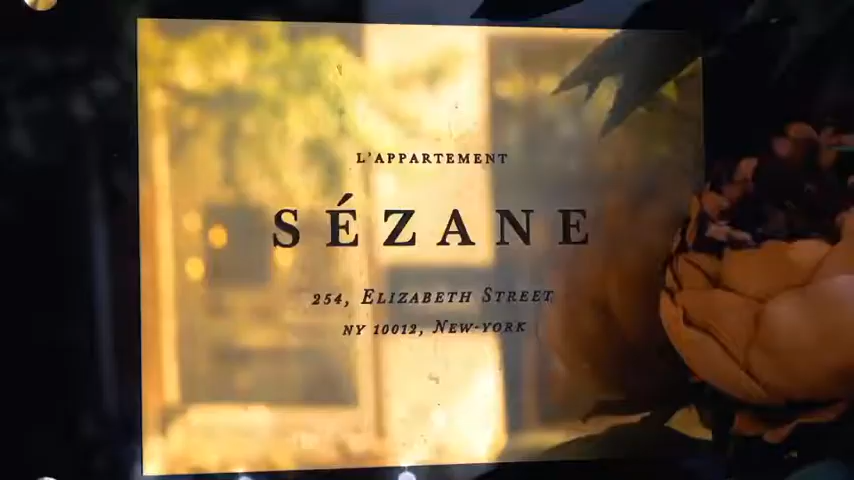 L'APPARTEMENT
SÉZANE
254, ELIZABETH STREET
NY 10012, NEW-YORK